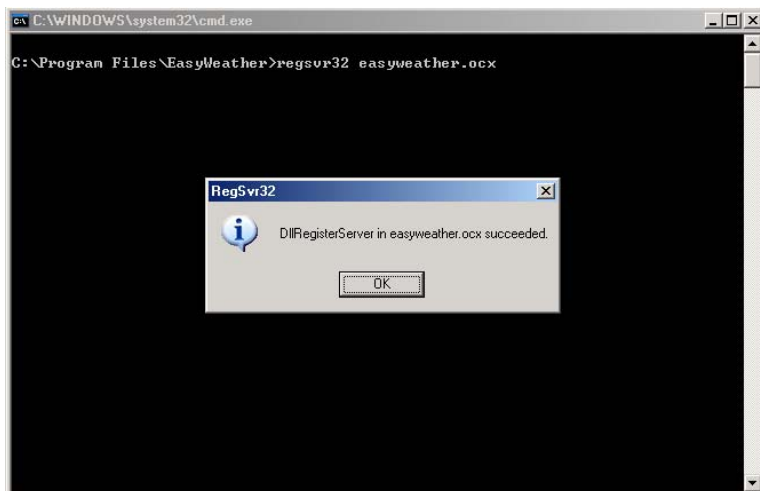 C:\WINDOWS\system32\cmd.exe
C:\Program Files\EasyWeather>regsvr32 easyweather.ocx
RegSvr32
DllRegisterServer in easyweather.ocx succeeded.
OK